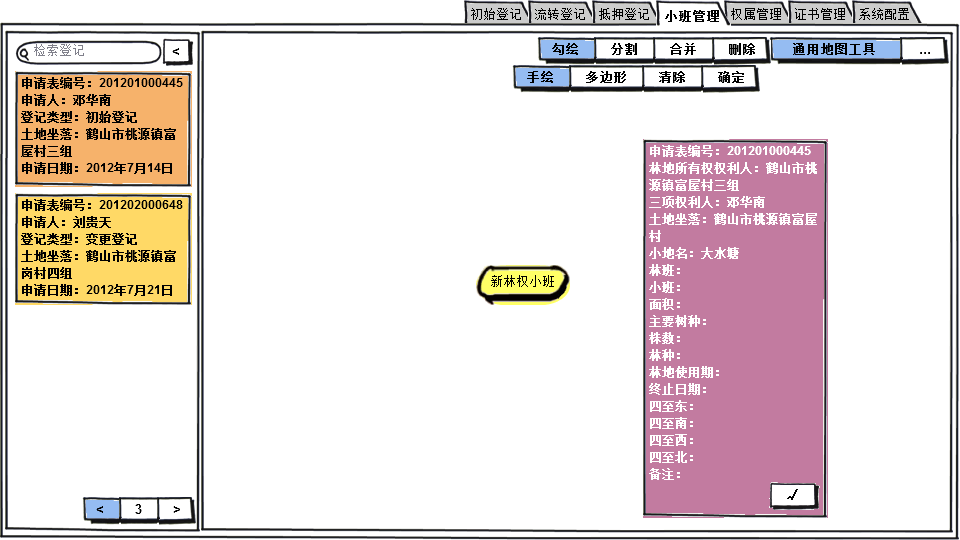 初始登记 流转登记 抵押登记 小班管理 权属管理 证书管理 系统配置
检索登记 <
勾绘 分割 合并 删除 通用地图工具 ...
手绘 多边形 清除 确定
申请表编号：201201000445
申请人：邓华南
登记类型：初始登记
土地坐落：鹤山市桃源镇富
屋村三组
申请日期：2012年7月14日
申请表编号：201202000648
申请人：刘贵天
登记类型：变更登记
土地坐落：鹤山市桃源镇富
岗村四组
申请日期：2012年7月21日
< 3 >
新林权小班
申请表编号：201201000445
林地所有权权利人：鹤山市桃
源镇富屋村三组
三项权利人：邓华南
土地坐落：鹤山市桃源镇富屋
村
小地名：大水塘
林班：
小班：
面积：
主要树种：
株数：
林种：
林地使用期：
终止日期：
四至东：
四至南：
四至西：
四至北：
备注：
√